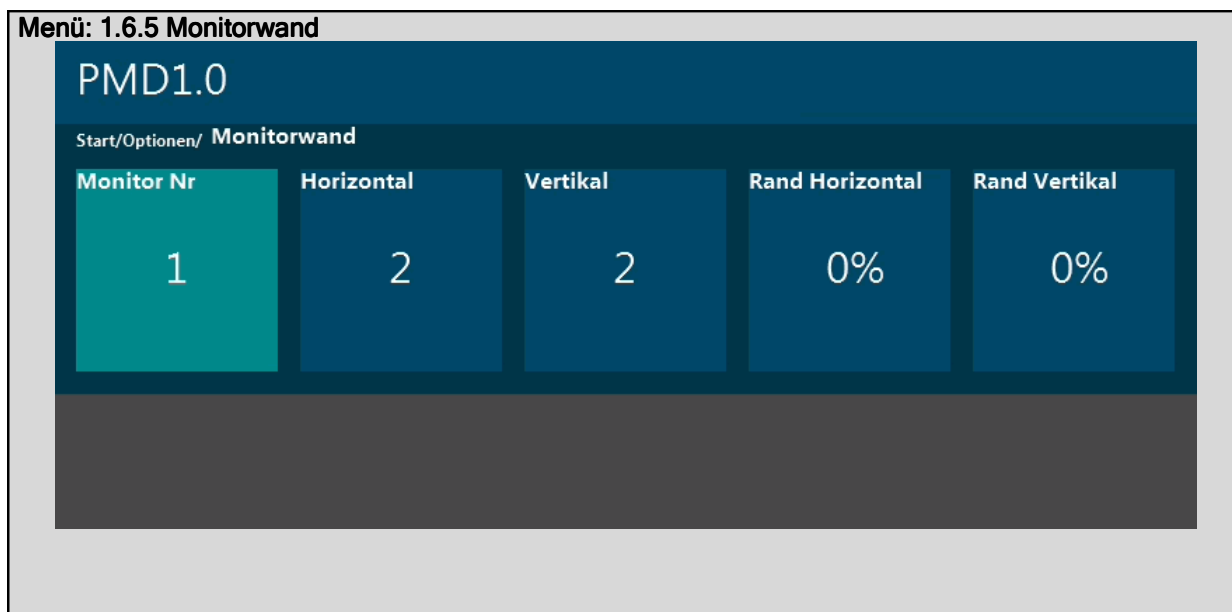 Menü: 1.6.5 Monitorwand
PMD1.0
Start/Optionen/ Monitorwand
Monitor Nr Horizontal Vertikal Rand Horizontal Rand Vertikal
1 2 2 0% 0%